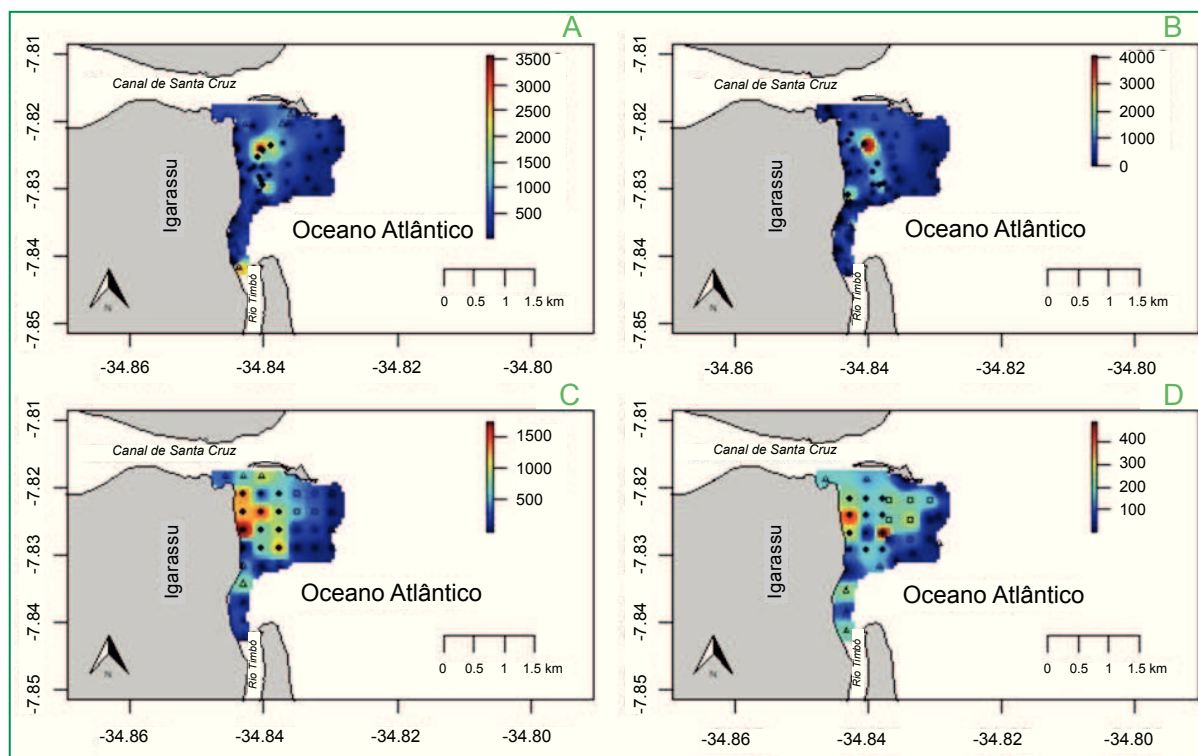 A
-7.81
-7.82
-7.83
-7.84
-7.85
Canal de Santa Cruz
Igarassu
Oceano Atlântico
Rio Timbó
N
3500
3000
2500
2000
1500
1000
500
0 0.5 1 1.5 km
-34.86 -34.84 -34.82 -34.80
B
-7.81
-7.82
-7.83
-7.84
-7.85
Canal de Santa Cruz
Igarassu
Oceano Atlântico
Rio Timbó
N
4000
3000
2000
1000
0
0 0.5 1 1.5 km
-34.86 -34.84 -34.82 -34.80
C
-7.81
-7.82
-7.83
-7.84
-7.85
Canal de Santa Cruz
Igarassu
Oceano Atlântico
Rio Timbó
N
1500
1000
500
0 0.5 1 1.5 km
-34.86 -34.84 -34.82 -34.80
D
-7.81
-7.82
-7.83
-7.84
-7.85
Canal de Santa Cruz
Igarassu
Oceano Atlântico
Rio Timbó
N
400
300
200
100
0 0.5 1 1.5 km
-34.86 -34.84 -34.82 -34.80